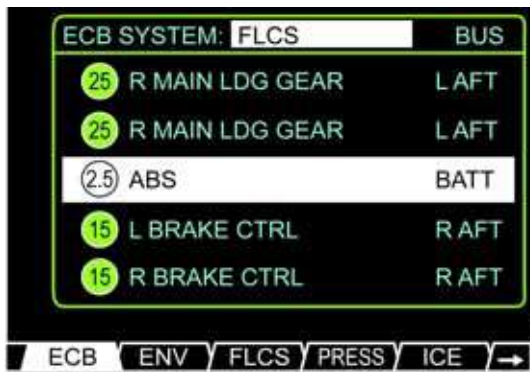 ECB SYSTEM: FLCS BUS
25 R MAIN LDG GEAR L AFT
25 R MAIN LDG GEAR L AFT
2.5 ABS BATT
15 L BRAKE CTRL R AFT
15 R BRAKE CTRL R AFT
ECB ENV FLCS PRESS ICE →